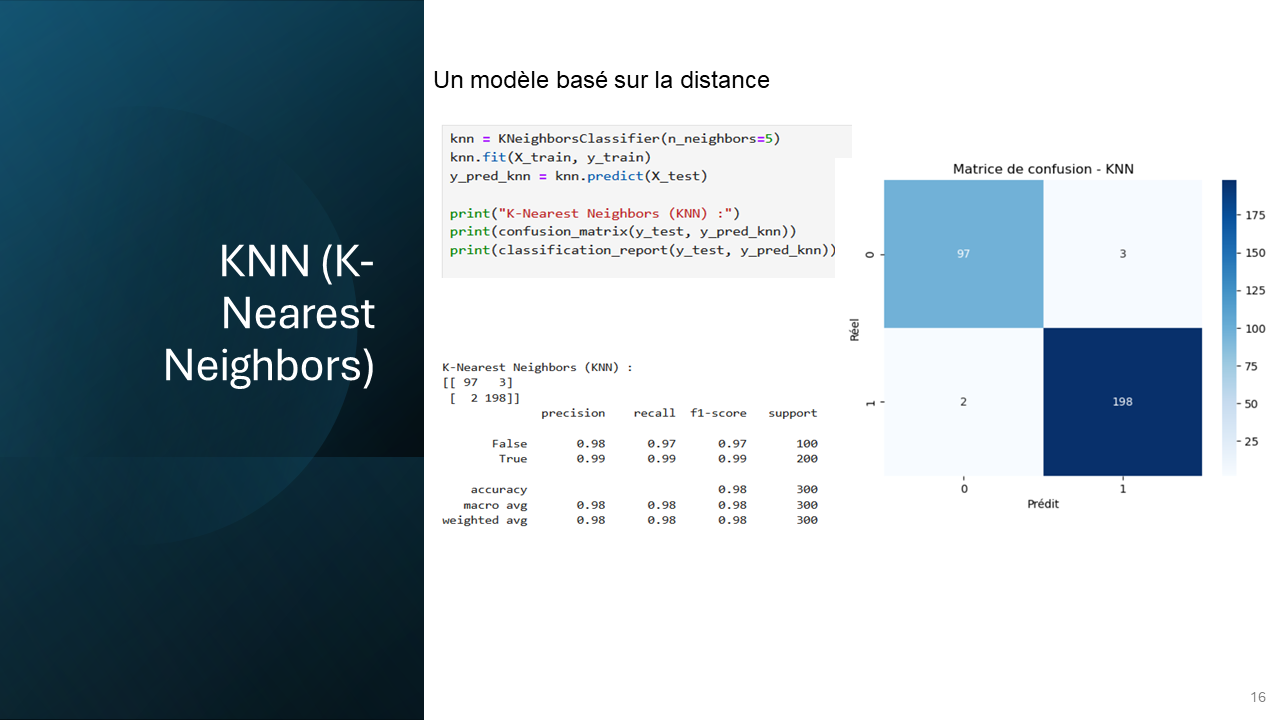 KNN (K-
Nearest
Neighbors)
Un modèle basé sur la distance
knn = KNeighborsClassifier(n_neighbors=5)
knn.fit(X_train, y_train)
y_pred_knn = knn.predict(X_test)
print("K-Nearest Neighbors (KNN) :")
print(confusion_matrix(y_test, y_pred_knn))
print(classification_report(y_test, y_pred_knn))
K-Nearest Neighbors (KNN) :
[[ 97   3]
 [  2 198]]
precision recall f1-score support
False 0.98 0.97 0.97 100
True 0.99 0.99 0.99 200
accuracy 0.98 300
macro avg 0.98 0.98 0.98 300
weighted avg 0.98 0.98 0.98 300
Matrice de confusion - KNN
Réel
0
97 3
1
2 198
0 1
Prédit
175
150
125
100
75
50
25
16